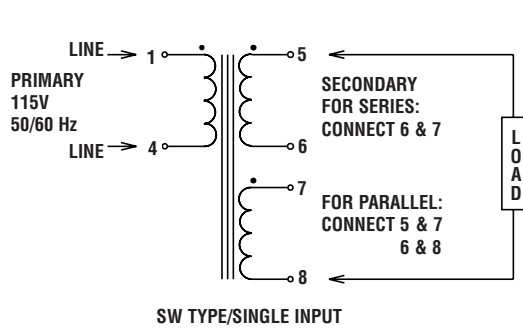 LINE
1
5
PRIMARY
115V
50/60 Hz
SECONDARY
FOR SERIES:
CONNECT 6 & 7
LINE
4
6
LOAD
7
FOR PARALLEL:
CONNECT 5 & 7
6 & 8
8
SW TYPE/SINGLE INPUT